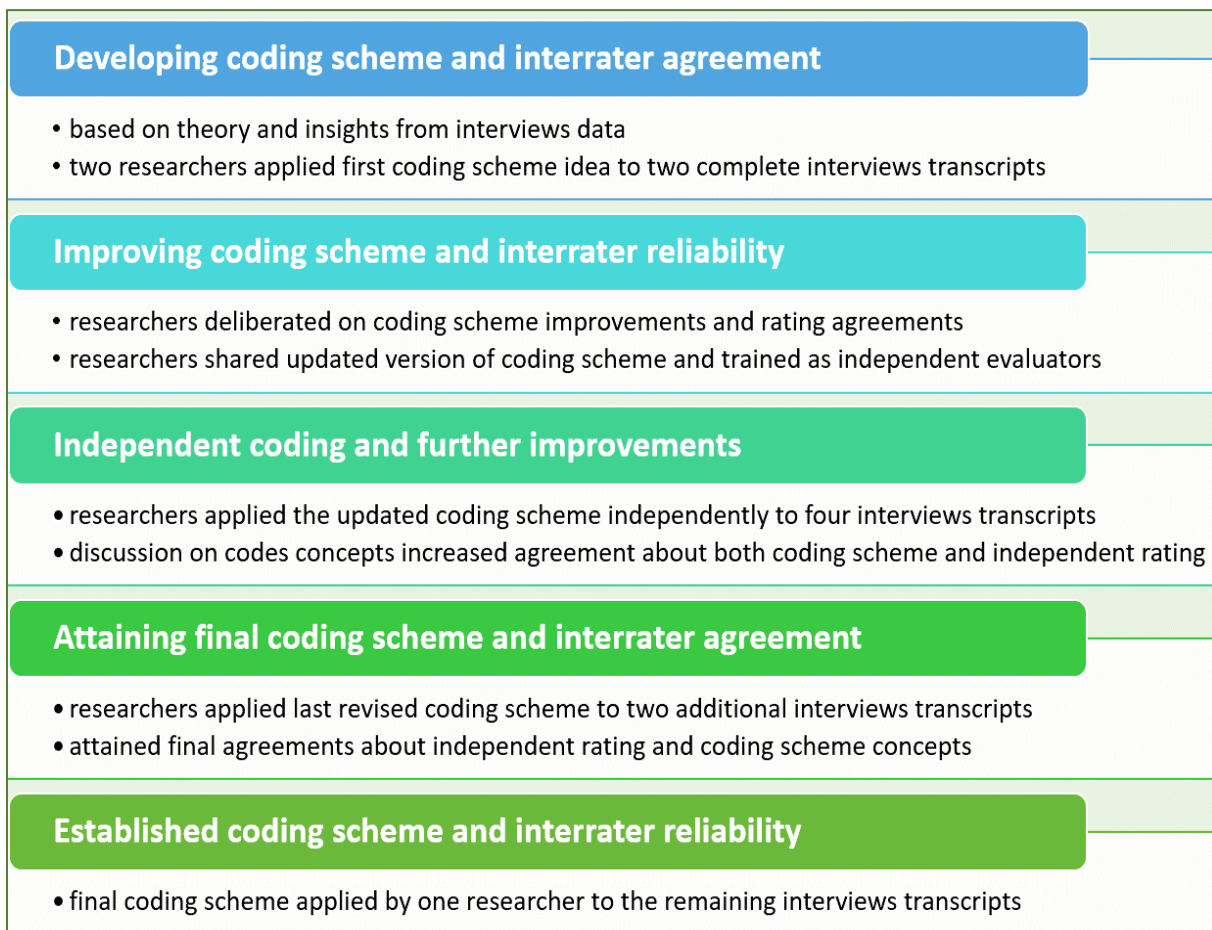 Developing coding scheme and interrater agreement
• based on theory and insights from interviews data
• two researchers applied first coding scheme idea to two complete interviews transcripts
Improving coding scheme and interrater reliability
• researchers deliberated on coding scheme improvements and rating agreements
• researchers shared updated version of coding scheme and trained as independent evaluators
Independent coding and further improvements
• researchers applied the updated coding scheme independently to four interviews transcripts
• discussion on codes concepts increased agreement about both coding scheme and independent rating
Attaining final coding scheme and interrater agreement
• researchers applied last revised coding scheme to two additional interviews transcripts
• attained final agreements about independent rating and coding scheme concepts
Established coding scheme and interrater reliability
• final coding scheme applied by one researcher to the remaining interviews transcripts